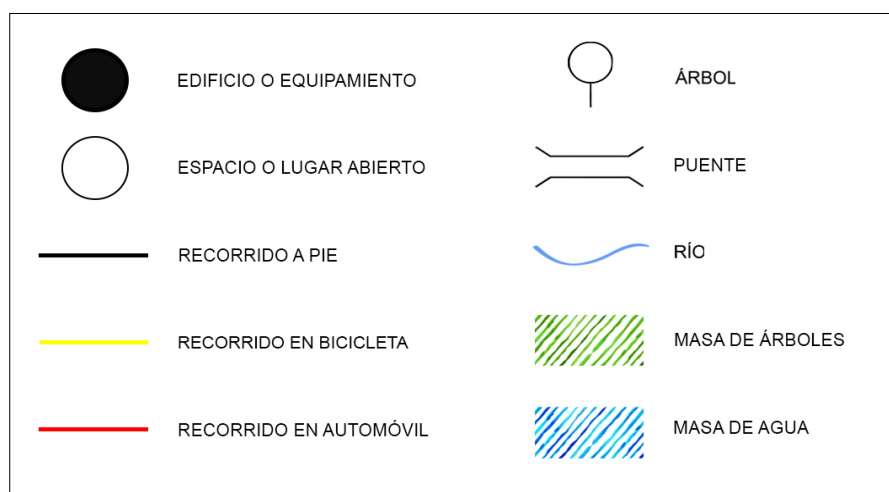 EDIFICIO O EQUIPAMIENTO
ESPACIO O LUGAR ABIERTO
RECORRIDO A PIE
RECORRIDO EN BICICLETA
RECORRIDO EN AUTOMÓVIL
ÁRBOL
PUENTE
RÍO
MASA DE ÁRBOLES
MASA DE AGUA